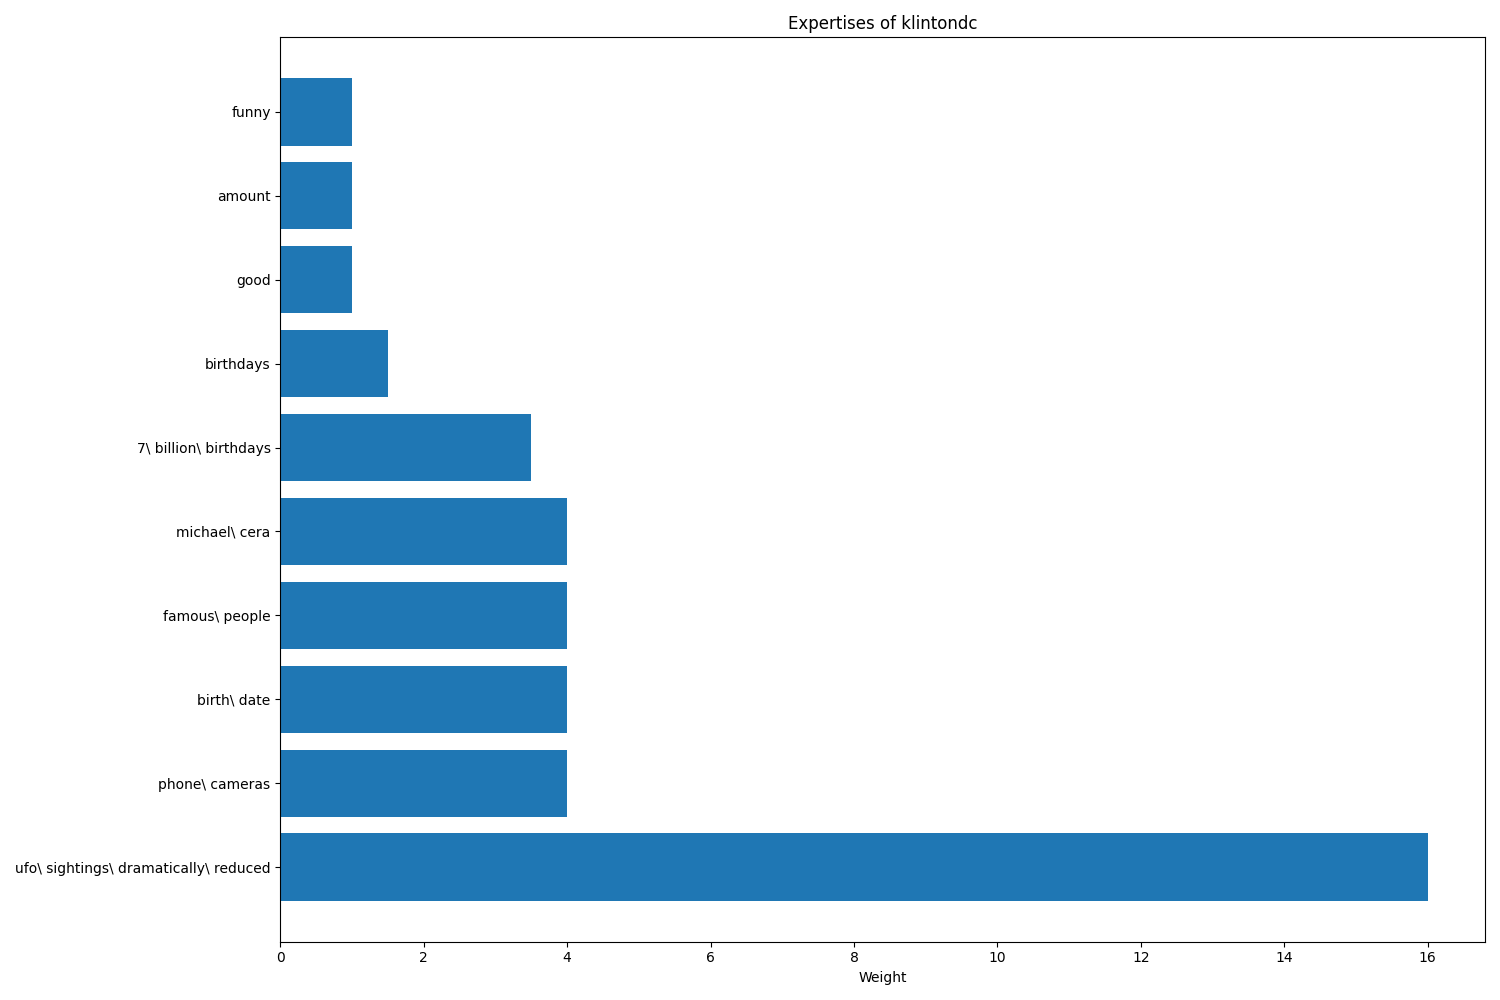 Expertises of klintondc
funny
amount
good
birthdays
7\ billion\ birthdays
michael\ cera
famous\ people
birth\ date
phone\ cameras
ufo\ sightings\ dramatically\ reduced
0 2 4 6 8 10 12 14 16
Weight